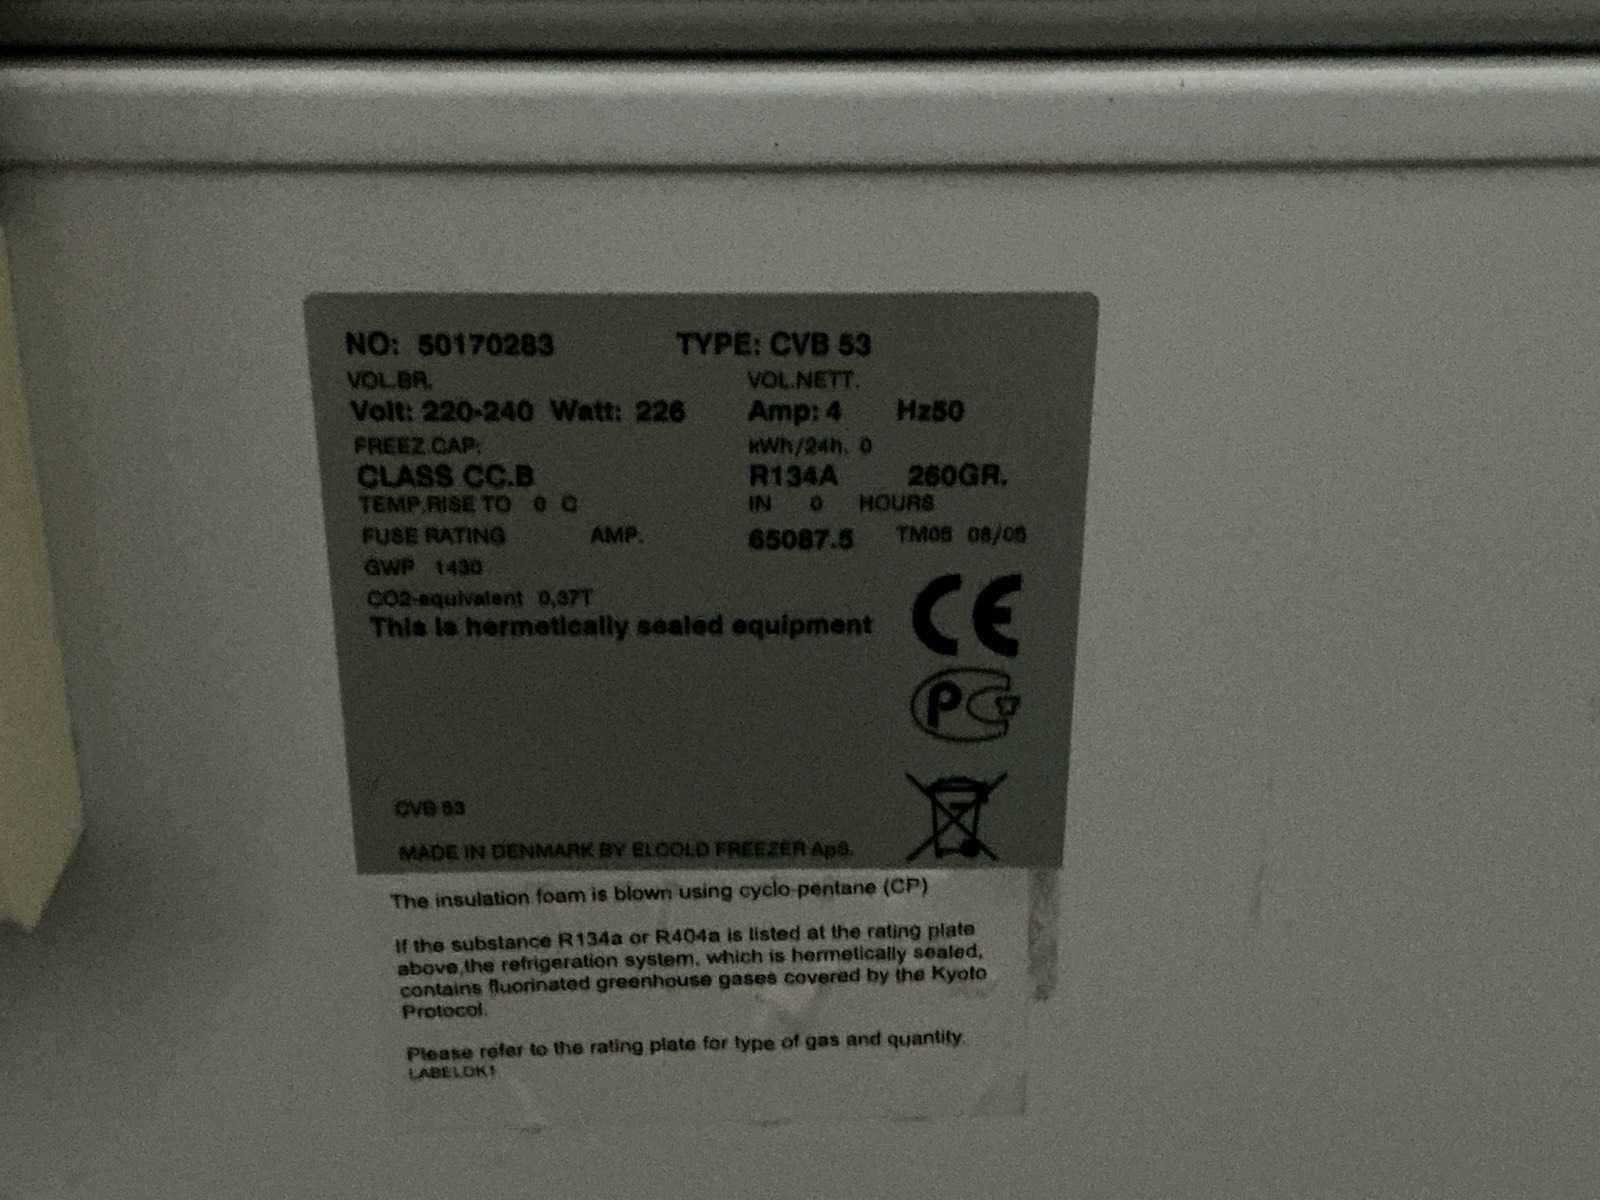 NO: 50170283 TYPE: CVB 53
VOL.BR. VOL.NETT.
Volt: 220-240 Watt: 226 Amp: 4 Hz50
FREEZ.CAP: kWh/24h. 0
CLASS CC.B R134A 260GR.
TEMP.RISE TO 0 C IN 0 HOURS
FUSE RATING AMP. 65087.5 TM05
GWP 1430
CO2-equivalent 0,37T
This is hermetically sealed equipment
CE
PC
CVB 53
MADE IN DENMARK BY ELCOLD FREEZER ApS.
The insulation foam is blown using cyclo-pentane (CP)
If the substance R134a or R404a is listed at the rating plate
above,the refrigeration system, which is hermetically sealed,
contains fluorinated greenhouse gases covered by the Kyoto
Protocol.
Please refer to the rating plate for type of gas and quantity.
LABELDK1